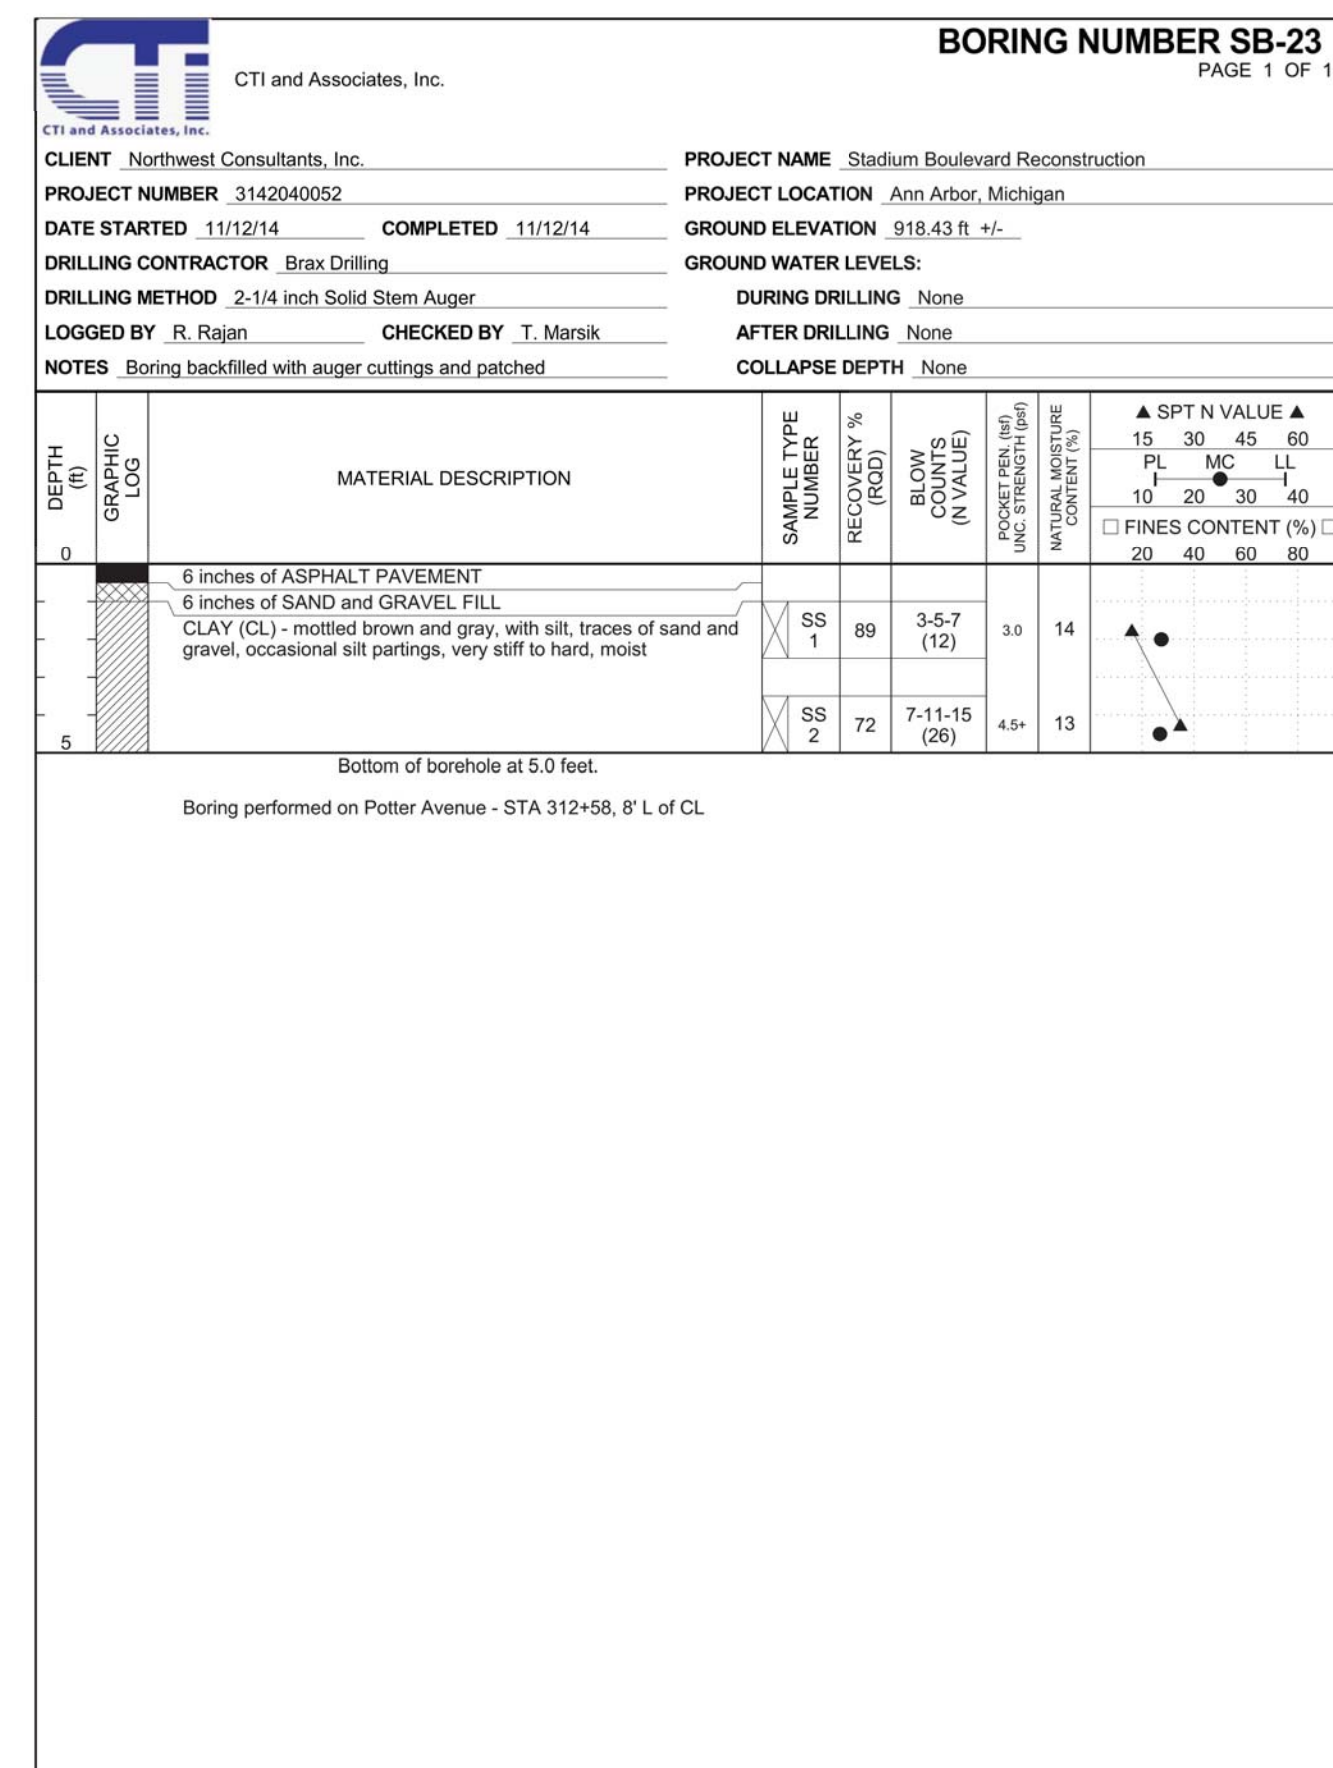 BORING NUMBER SB-23
PAGE 1 OF 1
CTi
CTI and Associates, Inc.
CTI and Associates, Inc.
CLIENT Northwest Consultants, Inc.
PROJECT NAME Stadium Boulevard Reconstruction
PROJECT NUMBER 3142040052
PROJECT LOCATION Ann Arbor, Michigan
DATE STARTED 11/12/14 COMPLETED 11/12/14
GROUND ELEVATION 918.43 ft +/-
DRILLING CONTRACTOR Brax Drilling
GROUND WATER LEVELS:
DRILLING METHOD 2-1/4 inch Solid Stem Auger
DURING DRILLING None
LOGGED BY R. Rajan CHECKED BY T. Marsik
AFTER DRILLING None
NOTES Boring backfilled with auger cuttings and patched
COLLAPSE DEPTH None
DEPTH
(ft)
GRAPHIC
LOG
MATERIAL DESCRIPTION
SAMPLE TYPE
NUMBER
RECOVERY %
(RQD)
BLOW
COUNTS
(N VALUE)
POCKET PEN. (tsf)
UNC. STRENGTH (psf)
NATURAL MOISTURE
CONTENT (%)
▲ SPT N VALUE ▲
15 30 45 60
PL MC LL
10 20 30 40
□ FINES CONTENT (%) □
20 40 60 80
0
6 inches of ASPHALT PAVEMENT
6 inches of SAND and GRAVEL FILL
CLAY (CL) - mottled brown and gray, with silt, traces of sand and
gravel, occasional silt partings, very stiff to hard, moist
SS
1
89
3-5-7
(12)
3.0
14
SS
2
72
7-11-15
(26)
4.5+
13
5
Bottom of borehole at 5.0 feet.
Boring performed on Potter Avenue - STA 312+58, 8' L of CL